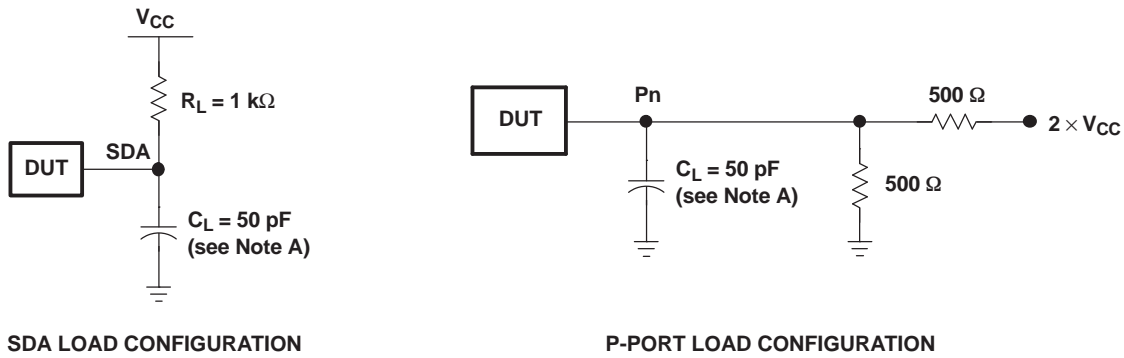 VCC
RL = 1 kΩ
SDA
DUT
CL = 50 pF
(see Note A)
SDA LOAD CONFIGURATION
Pn
DUT
500 Ω
2 × VCC
CL = 50 pF
(see Note A)
500 Ω
P-PORT LOAD CONFIGURATION